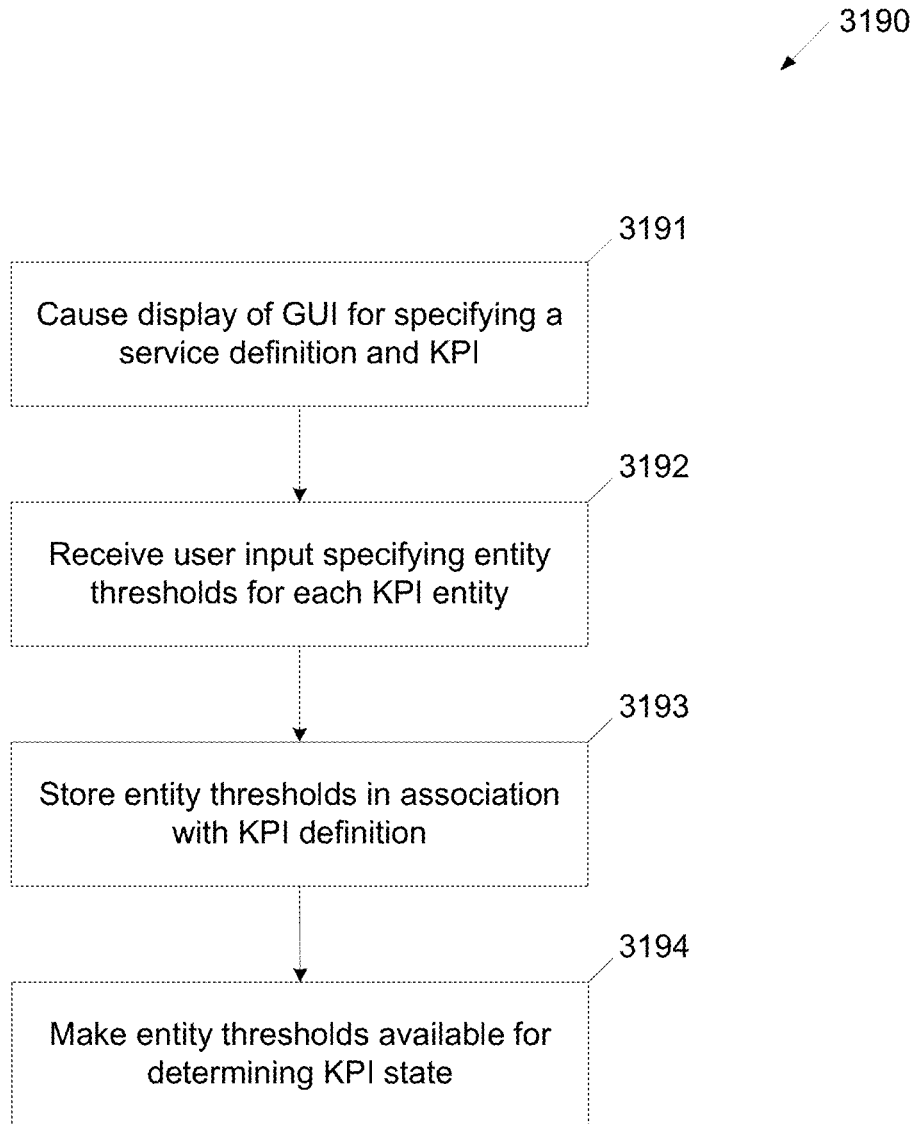 3190
3191
Cause display of GUI for specifying a
service definition and KPI
3192
Receive user input specifying entity
thresholds for each KPI entity
3193
Store entity thresholds in association
with KPI definition
3194
Make entity thresholds available for
determining KPI state